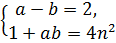 a − b = 2,
1 + ab = 4n²